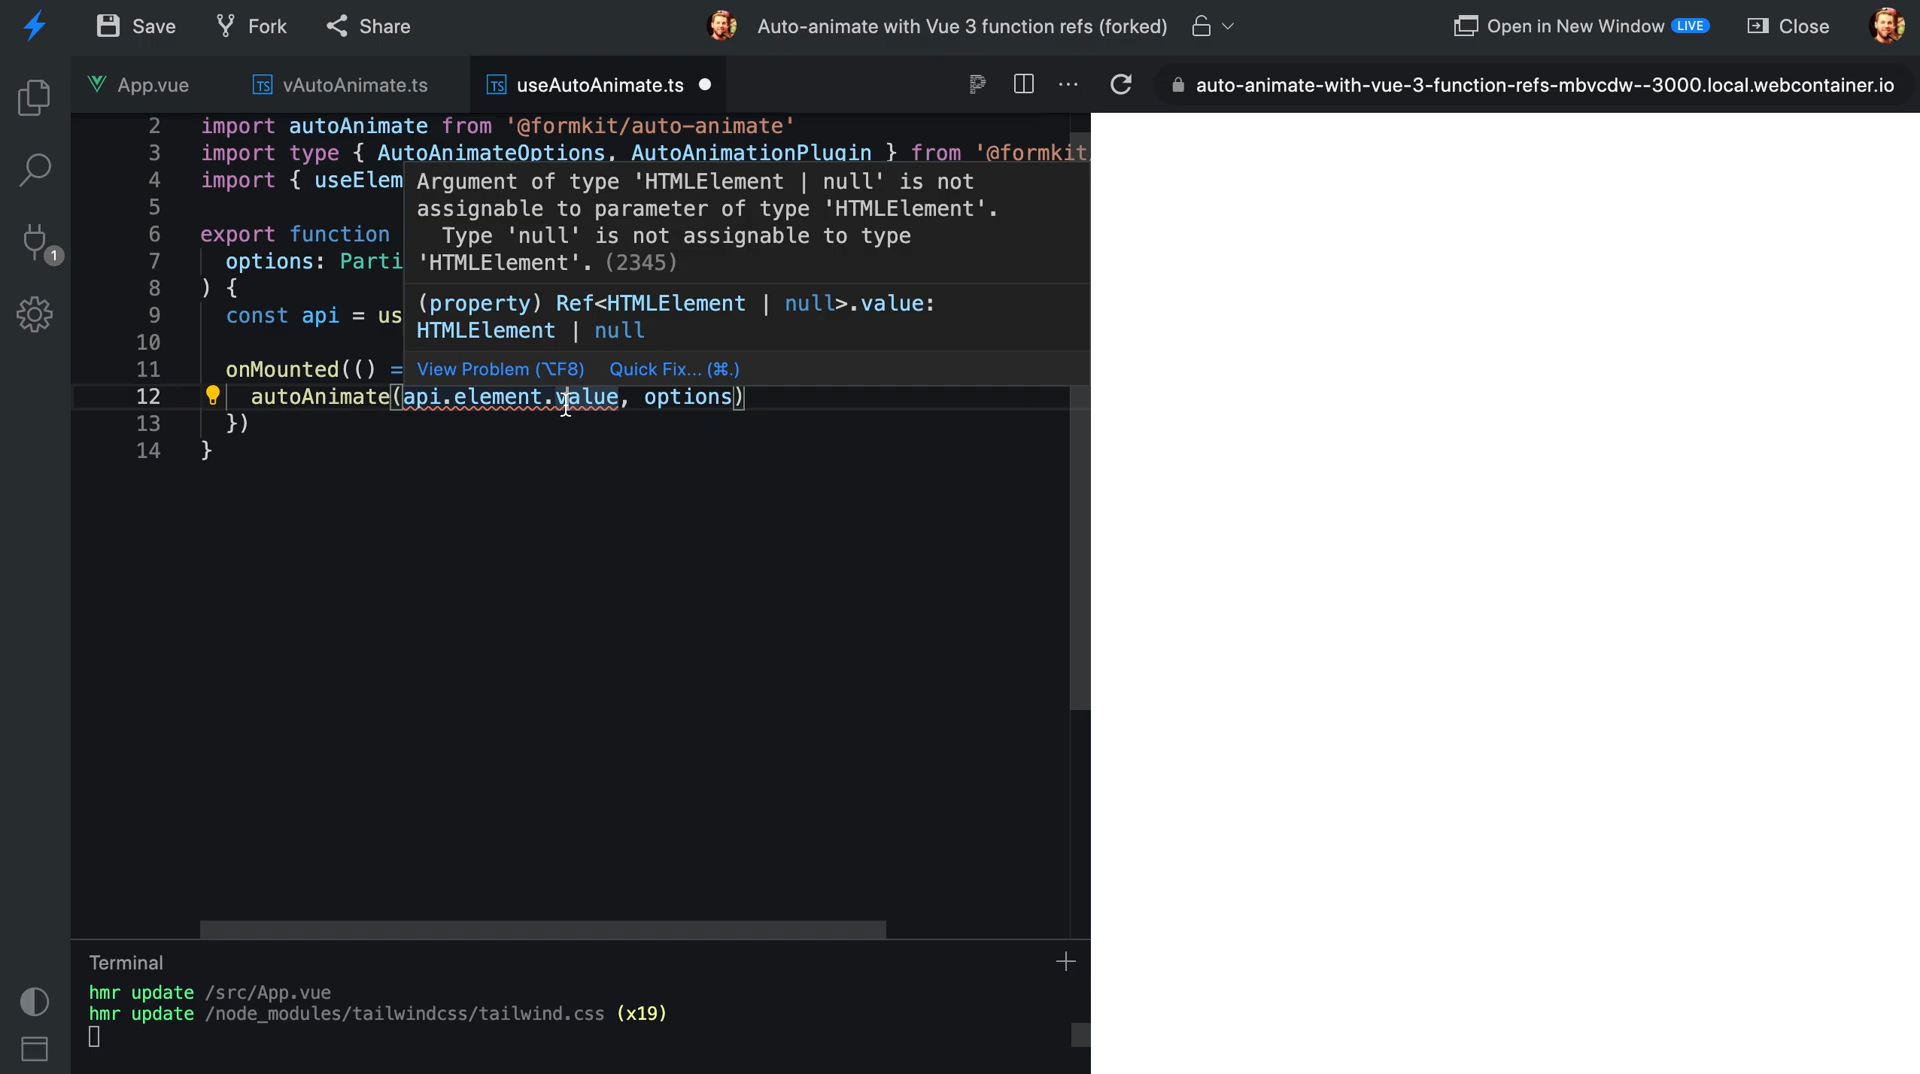 Save
Fork
Share
Auto-animate with Vue 3 function refs (forked)
Open in New Window LIVE
Close
App.vue
TS vAutoAnimate.ts
TS useAutoAnimate.ts
auto-animate-with-vue-3-function-refs-mbvcdw--3000.local.webcontainer.io
2 import autoAnimate from '@formkit/auto-animate'
3 import type { AutoAnimateOptions, AutoAnimationPlugin } from '@formkit/
4 import { useElem
5
6 export function
7 options: Parti
8 ) {
9 const api = us
10
11 onMounted(() =
12 autoAnimate(api.element.value, options)
13 })
14 }
Argument of type 'HTMLElement | null' is not
assignable to parameter of type 'HTMLElement'.
Type 'null' is not assignable to type
'HTMLElement'. (2345)
(property) Ref<HTMLElement | null>.value:
HTMLElement | null
View Problem (⌥F8) Quick Fix... (⌘.)
1
Terminal
hmr update /src/App.vue
hmr update /node_modules/tailwindcss/tailwind.css (x19)